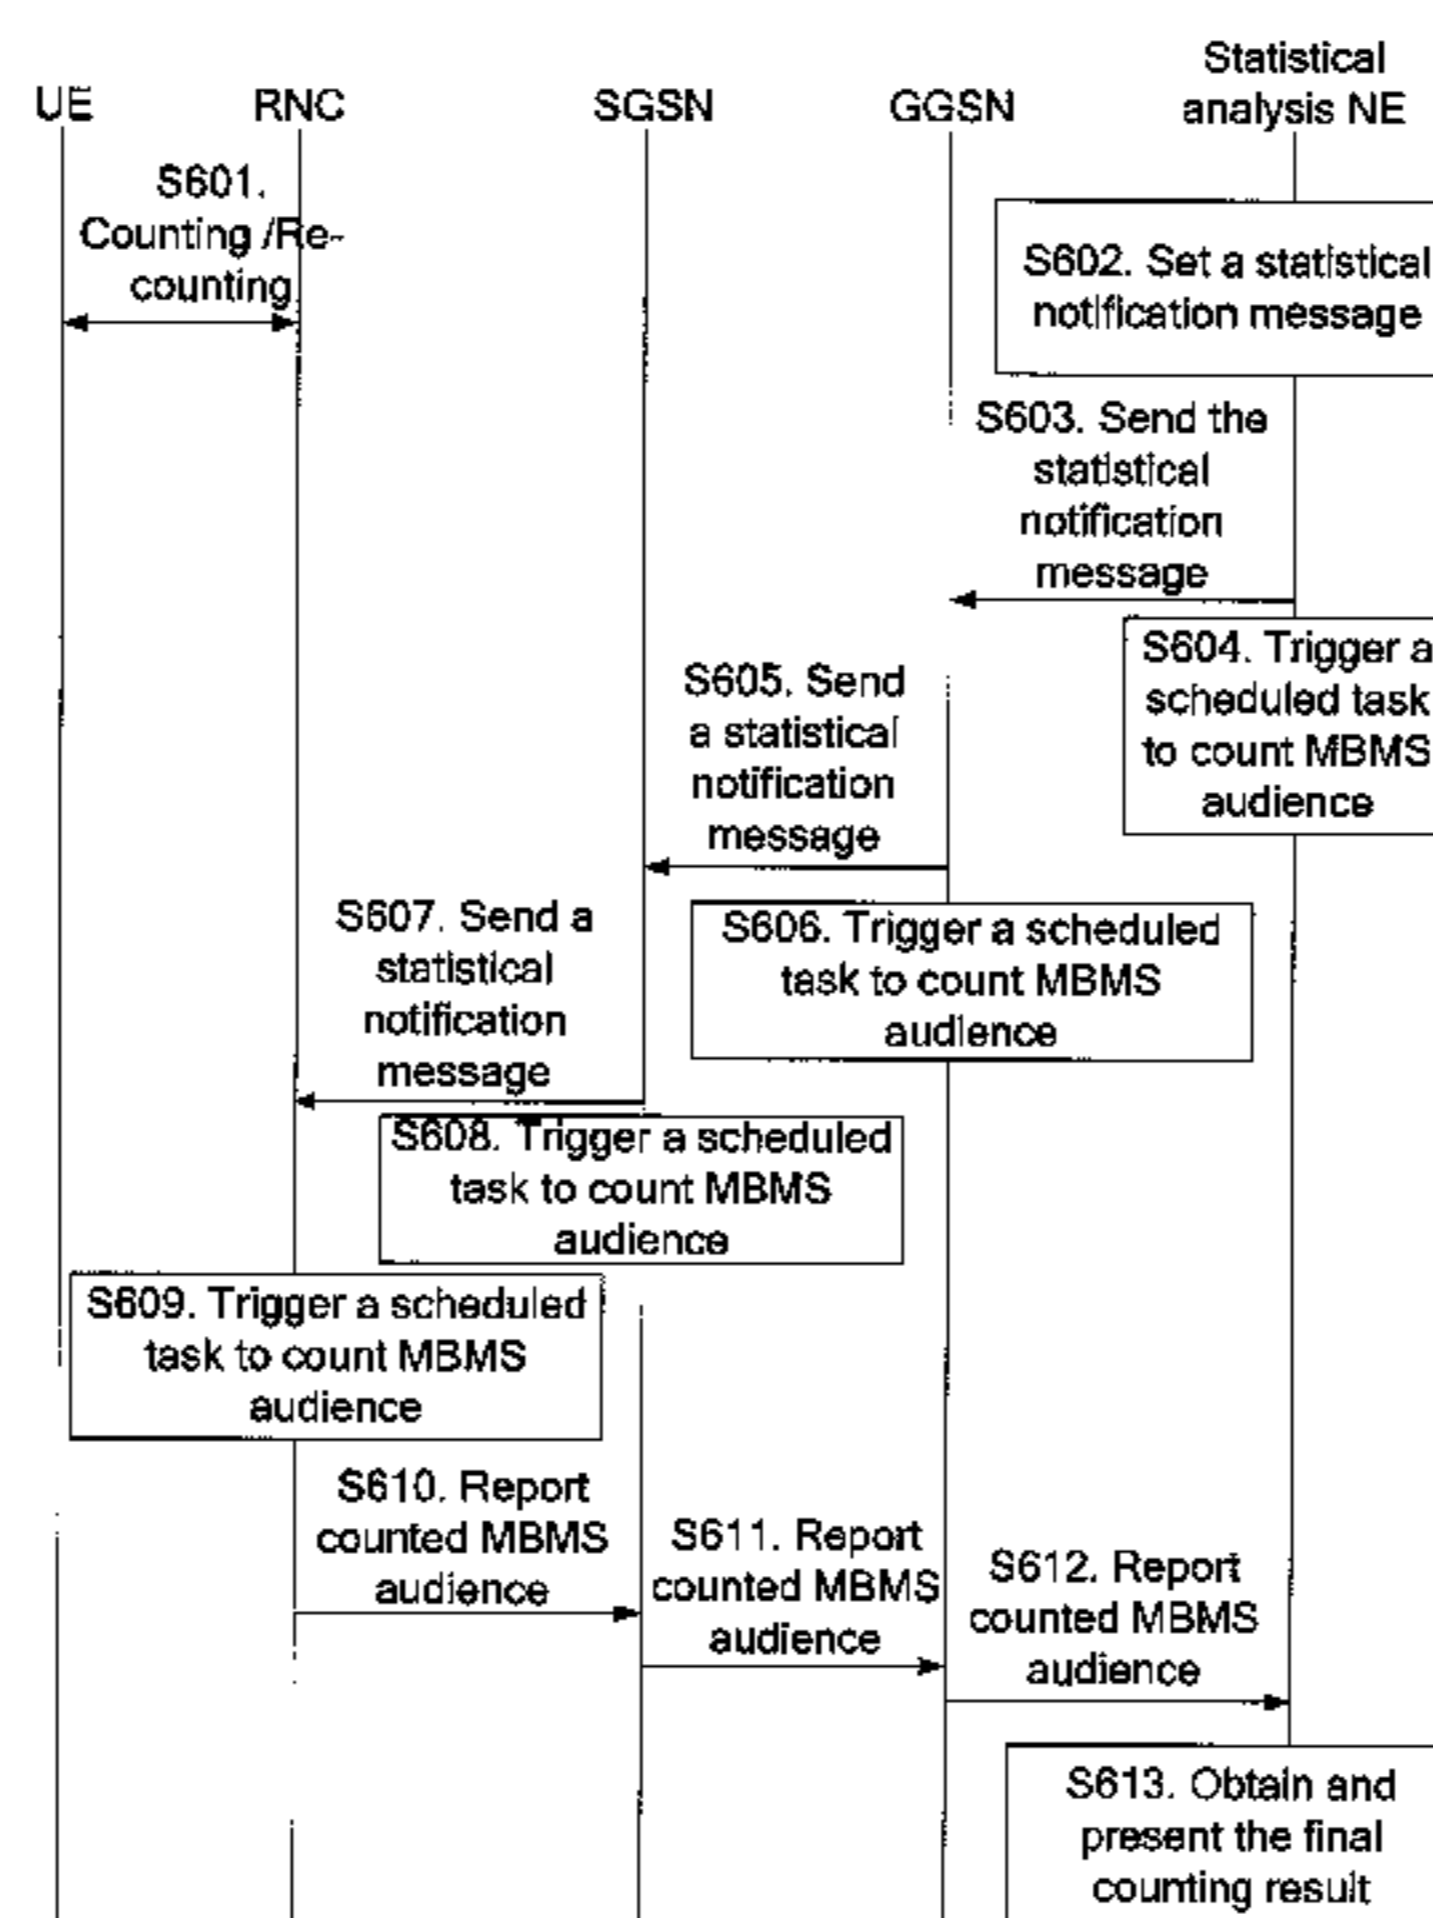 UE
RNC
SGSN
GGSN
Statistical
analysis NE
S601.
Counting /Re-
counting
S602. Set a statistical
notification message
S603. Send the
statistical
notification
message
S604. Trigger a
scheduled task
to count MBMS
audience
S605. Send
a statistical
notification
message
S606. Trigger a scheduled
task to count MBMS
audience
S607. Send a
statistical
notification
message
S608. Trigger a scheduled
task to count MBMS
audience
S609. Trigger a scheduled
task to count MBMS
audience
S610. Report
counted MBMS
audience
S611. Report
counted MBMS
audience
S612. Report
counted MBMS
audience
S613. Obtain and
present the final
counting result